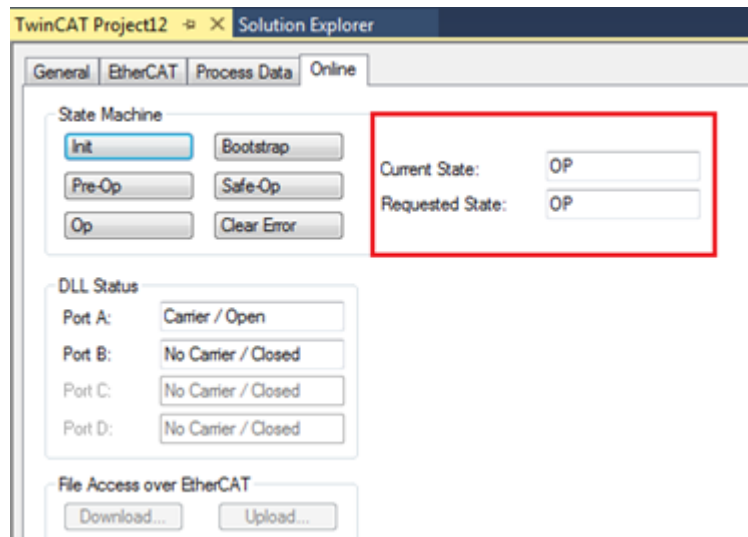 TwinCAT Project12 Solution Explorer
General EtherCAT Process Data Online
State Machine
Init Bootstrap
Pre-Op Safe-Op
Op Clear Error
Current State: OP
Requested State: OP
DLL Status
Port A: Carrier / Open
Port B: No Carrier / Closed
Port C: No Carrier / Closed
Port D: No Carrier / Closed
File Access over EtherCAT
Download... Upload...